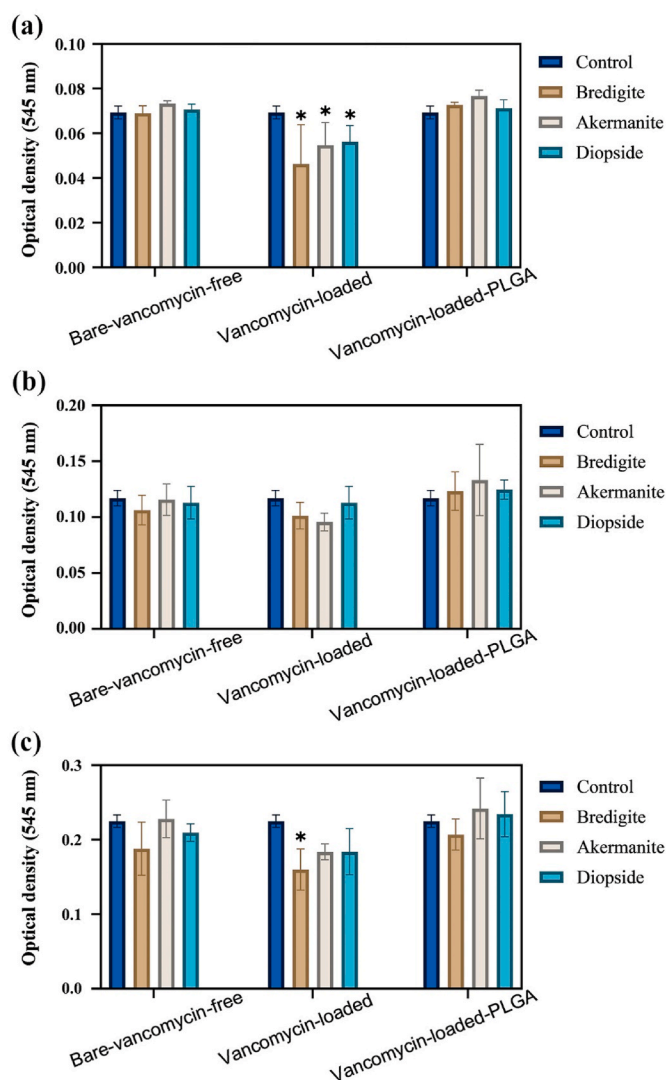 (a)
Optical density (545 nm)
0.10
0.08
0.06
0.04
0.02
0.00
* * *
Control
Bredigite
Akermanite
Diopside
Bare-vancomycin-free
Vancomycin-loaded
Vancomycin-loaded-PLGA
(b)
Optical density (545 nm)
0.20
0.15
0.10
0.05
0.00
Control
Bredigite
Akermanite
Diopside
Bare-vancomycin-free
Vancomycin-loaded
Vancomycin-loaded-PLGA
(c)
Optical density (545 nm)
0.3
0.2
0.1
0.0
*
Control
Bredigite
Akermanite
Diopside
Bare-vancomycin-free
Vancomycin-loaded
Vancomycin-loaded-PLGA